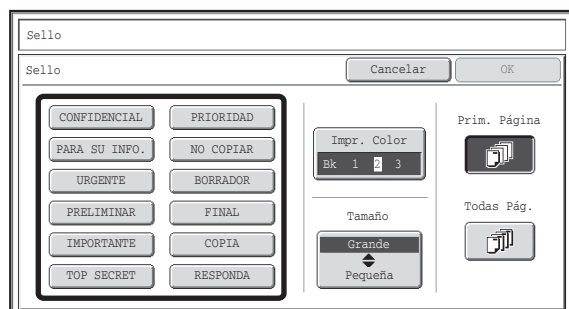 Sello
Sello
Cancelar
OK
CONFIDENCIAL
PRIORIDAD
PARA SU INFO.
NO COPIAR
URGENTE
BORRADOR
PRELIMINAR
FINAL
IMPORTANTE
COPIA
TOP SECRET
RESPONDA
Impr. Color
Bk 1 2 3
Tamaño
Grande
Pequeña
Prim. Página
Todas Pág.